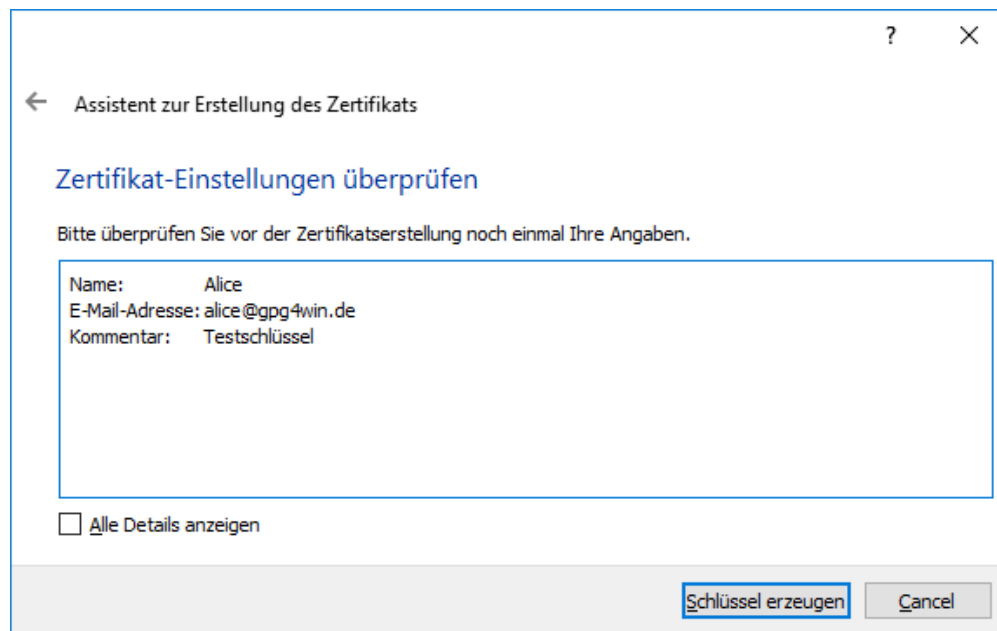 ?
Assistent zur Erstellung des Zertifikats
Zertifikat-Einstellungen überprüfen
Bitte überprüfen Sie vor der Zertifikatserstellung noch einmal Ihre Angaben.
Name: Alice
E-Mail-Adresse: alice@gpg4win.de
Kommentar: Testschlüssel
Alle Details anzeigen
Schlüssel erzeugen Cancel